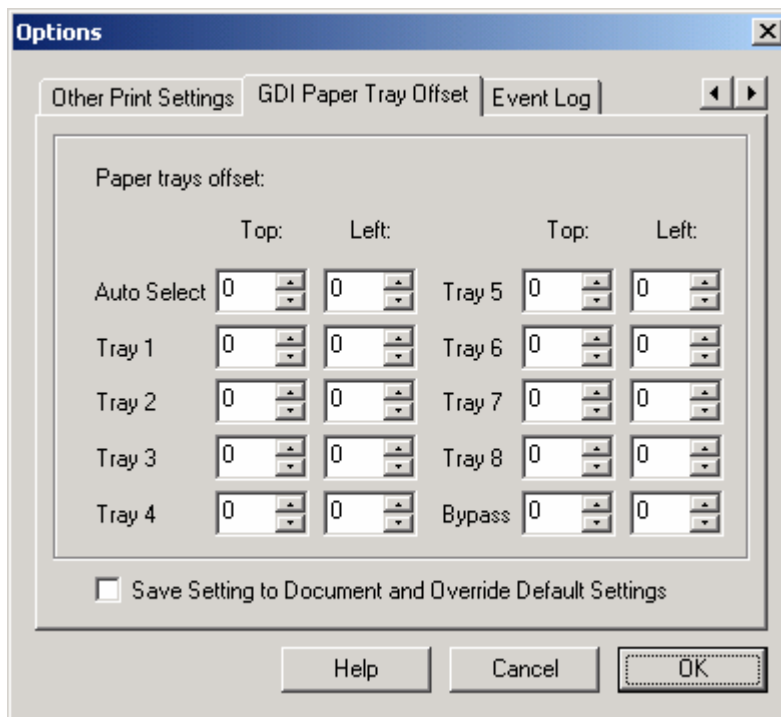 Options
Other Print Settings GDI Paper Tray Offset Event Log
Paper trays offset:
Top: Left: Top: Left:
Auto Select 0 0 Tray 5 0 0
Tray 1 0 0 Tray 6 0 0
Tray 2 0 0 Tray 7 0 0
Tray 3 0 0 Tray 8 0 0
Tray 4 0 0 Bypass 0 0
Save Setting to Document and Override Default Settings
Help Cancel OK